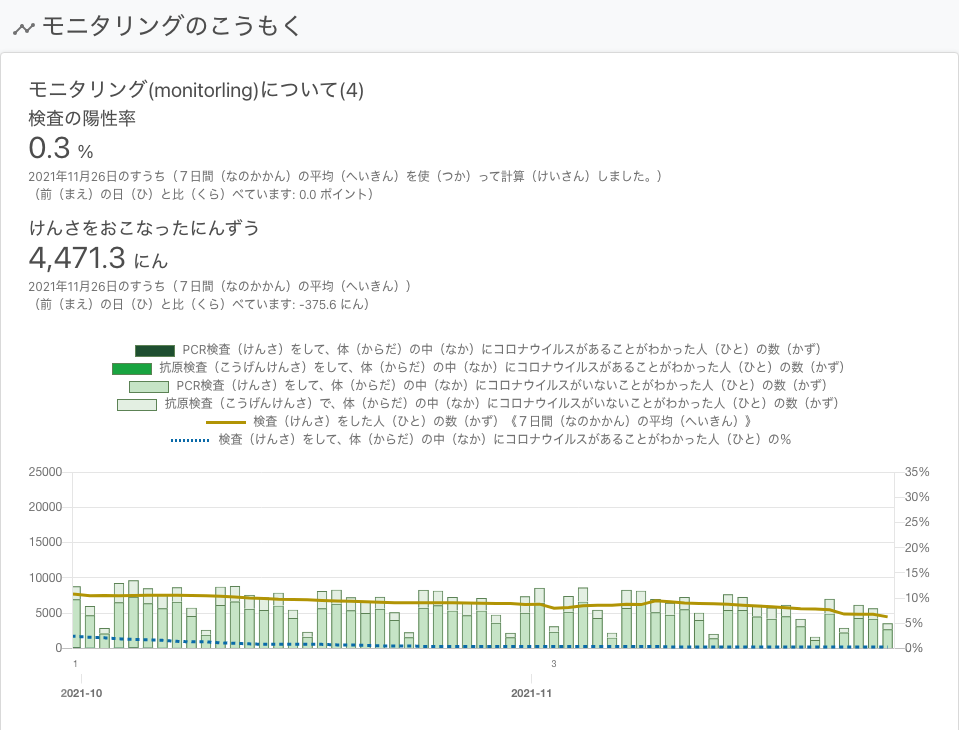 モニタリングのこうもく
モニタリング(monitorling)について(4)
検査の陽性率
0.3 %
2021年11月26日のすうち（７日間（なのかかん）の平均（へいきん）を使（つか）って計算（けいさん）しました。）
（前（まえ）の日（ひ）と比（くら）べています: 0.0 ポイント）
けんさをおこなったにんずう
4,471.3 にん
2021年11月26日のすうち（７日間（なのかかん）の平均（へいきん））
（前（まえ）の日（ひ）と比（くら）べています: -375.6 にん）
PCR検査（けんさ）をして、体（からだ）の中（なか）にコロナウイルスがあることがわかった人（ひと）の数（かず）
抗原検査（こうげんけんさ）をして、体（からだ）の中（なか）にコロナウイルスがあることがわかった人（ひと）の数（かず）
PCR検査（けんさ）をして、体（からだ）の中（なか）にコロナウイルスがいないことがわかった人（ひと）の数（かず）
抗原検査（こうげんけんさ）で、体（からだ）の中（なか）にコロナウイルスがいないことがわかった人（ひと）の数（かず）
検査（けんさ）をした人（ひと）の数（かず）《７日間（なのかかん）の平均（へいきん）》
検査（けんさ）をして、体（からだ）の中（なか）にコロナウイルスがあることがわかった人（ひと）の%
25000 35%
30%
20000
25%
15000 20%
15%
10000
10%
5000 5%
0 0%
1 3
2021-10 2021-11